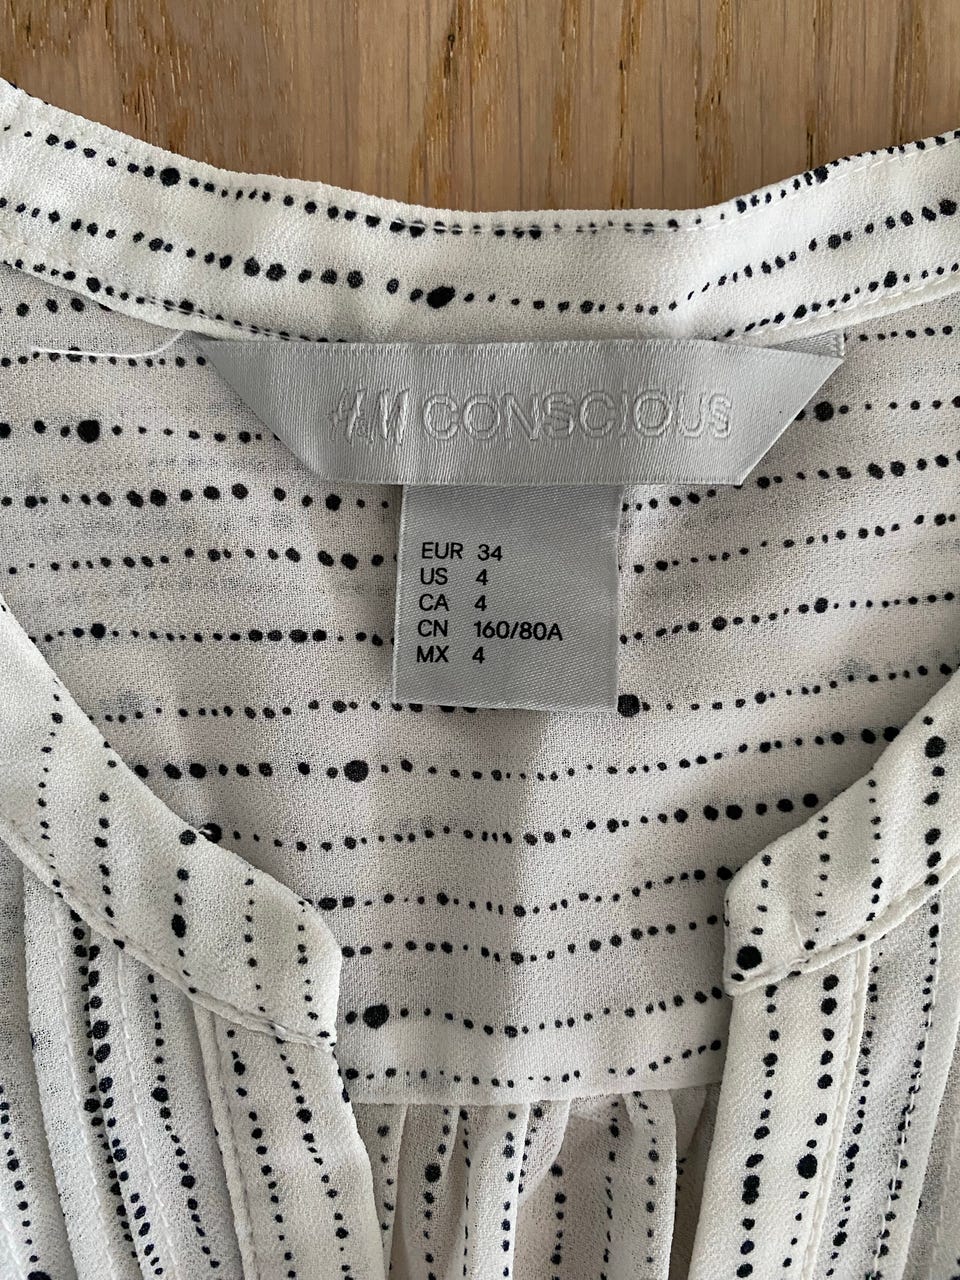 H&M CONSCIOUS
EUR 34
US 4
CA 4
CN 160/80A
MX 4